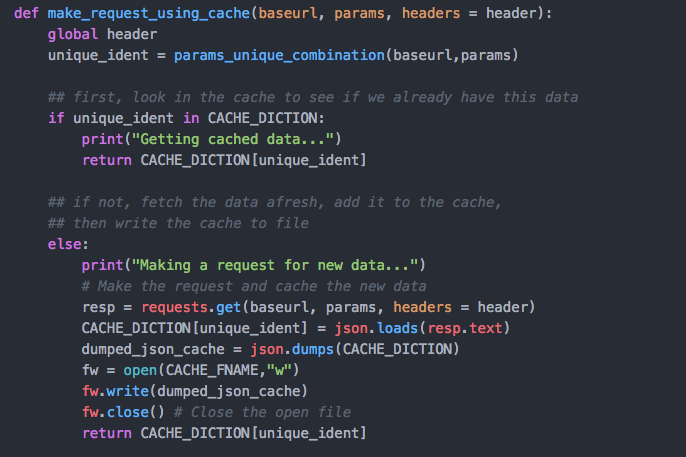 def make_request_using_cache(baseurl, params, headers = header):
    global header
    unique_ident = params_unique_combination(baseurl,params)

    ## first, look in the cache to see if we already have this data
    if unique_ident in CACHE_DICTION:
        print("Getting cached data...")
        return CACHE_DICTION[unique_ident]

    ## if not, fetch the data afresh, add it to the cache,
    ## then write the cache to file
    else:
        print("Making a request for new data...")
        # Make the request and cache the new data
        resp = requests.get(baseurl, params, headers = header)
        CACHE_DICTION[unique_ident] = json.loads(resp.text)
        dumped_json_cache = json.dumps(CACHE_DICTION)
        fw = open(CACHE_FNAME,"w")
        fw.write(dumped_json_cache)
        fw.close() # Close the open file
        return CACHE_DICTION[unique_ident]